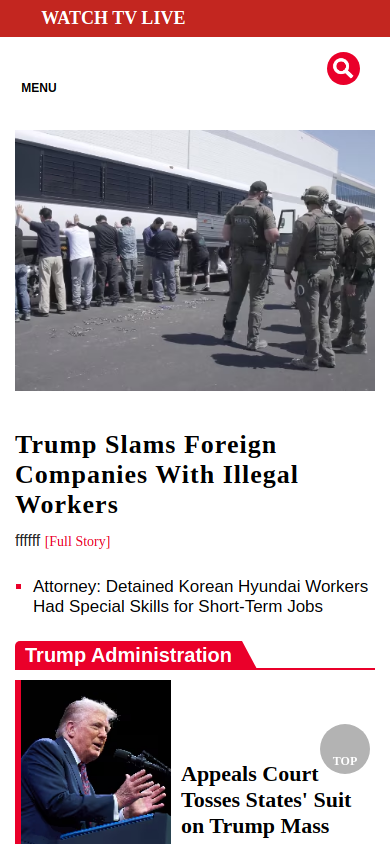 WATCH TV LIVE
MENU
Trump Slams Foreign
Companies With Illegal
Workers
ffffff [Full Story]
Attorney: Detained Korean Hyundai Workers
Had Special Skills for Short-Term Jobs
Trump Administration
TOP
Appeals Court
Tosses States' Suit
on Trump Mass